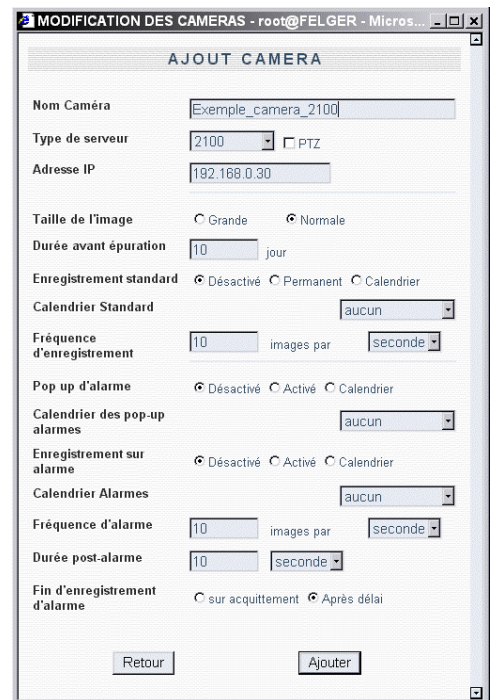 MODIFICATION DES CAMERAS - root@FELGER - Micros...
AJOUT CAMERA
Nom Caméra Exemple_camera_2100
Type de serveur 2100 PTZ
Adresse IP 192.168.0.30
Taille de l'image Grande Normale
Durée avant épuration 10 jour
Enregistrement standard Désactivé Permanent Calendrier
Calendrier Standard aucun
Fréquence
d'enregistrement 10 images par seconde
Pop up d'alarme Désactivé Activé Calendrier
Calendrier des pop-up
alarmes aucun
Enregistrement sur
alarme Désactivé Activé Calendrier
Calendrier Alarmes aucun
Fréquence d'alarme 10 images par seconde
Durée post-alarme 10 seconde
Fin d'enregistrement
d'alarme sur acquittement Après délai
Retour Ajouter